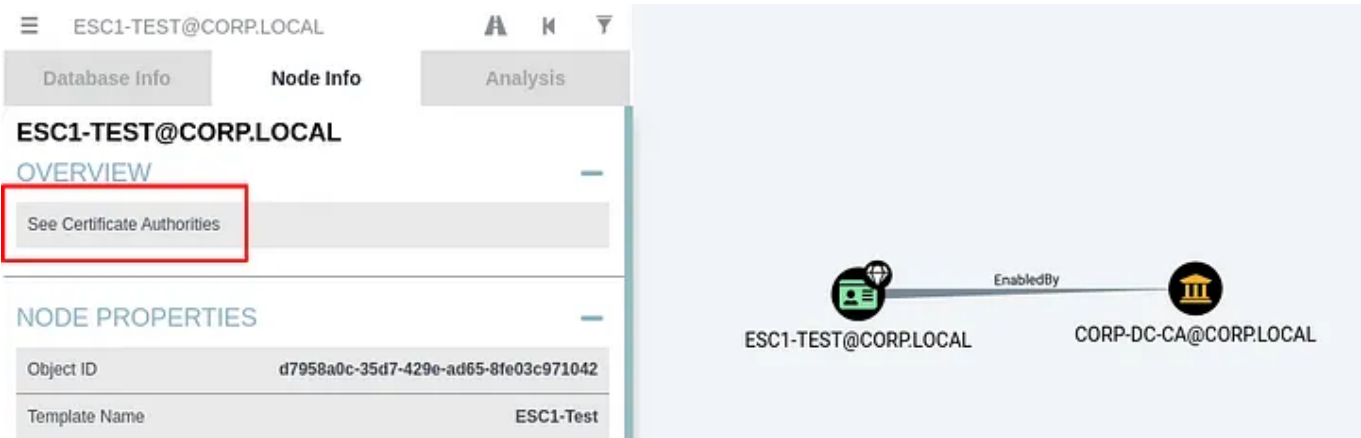 ESC1-TEST@CORP.LOCAL
Database Info Node Info Analysis
ESC1-TEST@CORP.LOCAL
OVERVIEW
See Certificate Authorities
NODE PROPERTIES
Object ID d7958a0c-35d7-429e-ad65-8fe03c971042
Template Name ESC1-Test
EnabledBy
ESC1-TEST@CORP.LOCAL
CORP-DC-CA@CORP.LOCAL